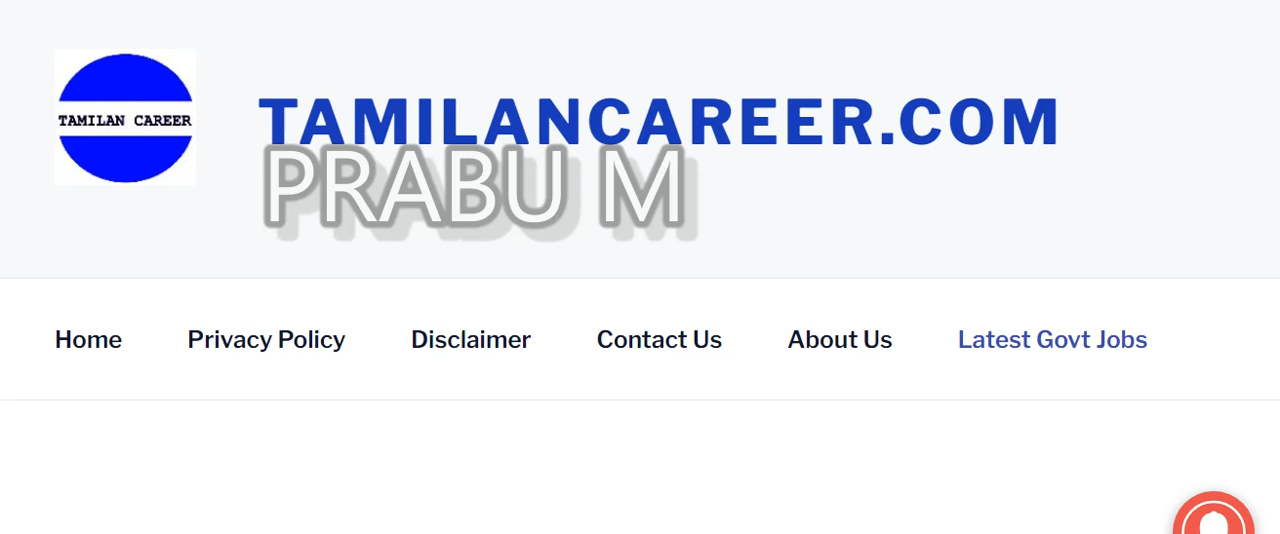 TAMILAN CAREER
TAMILANCAREER.COM
PRABU M
Home Privacy Policy Disclaimer Contact Us About Us Latest Govt Jobs